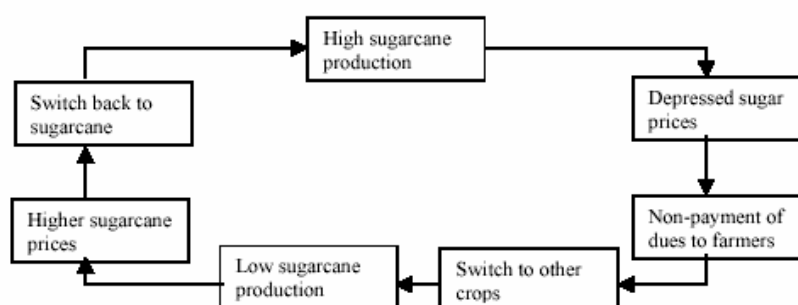 High sugarcane
production
Depressed sugar
prices
Non-payment of
dues to farmers
Switch to other
crops
Low sugarcane
production
Higher sugarcane
prices
Switch back to
sugarcane